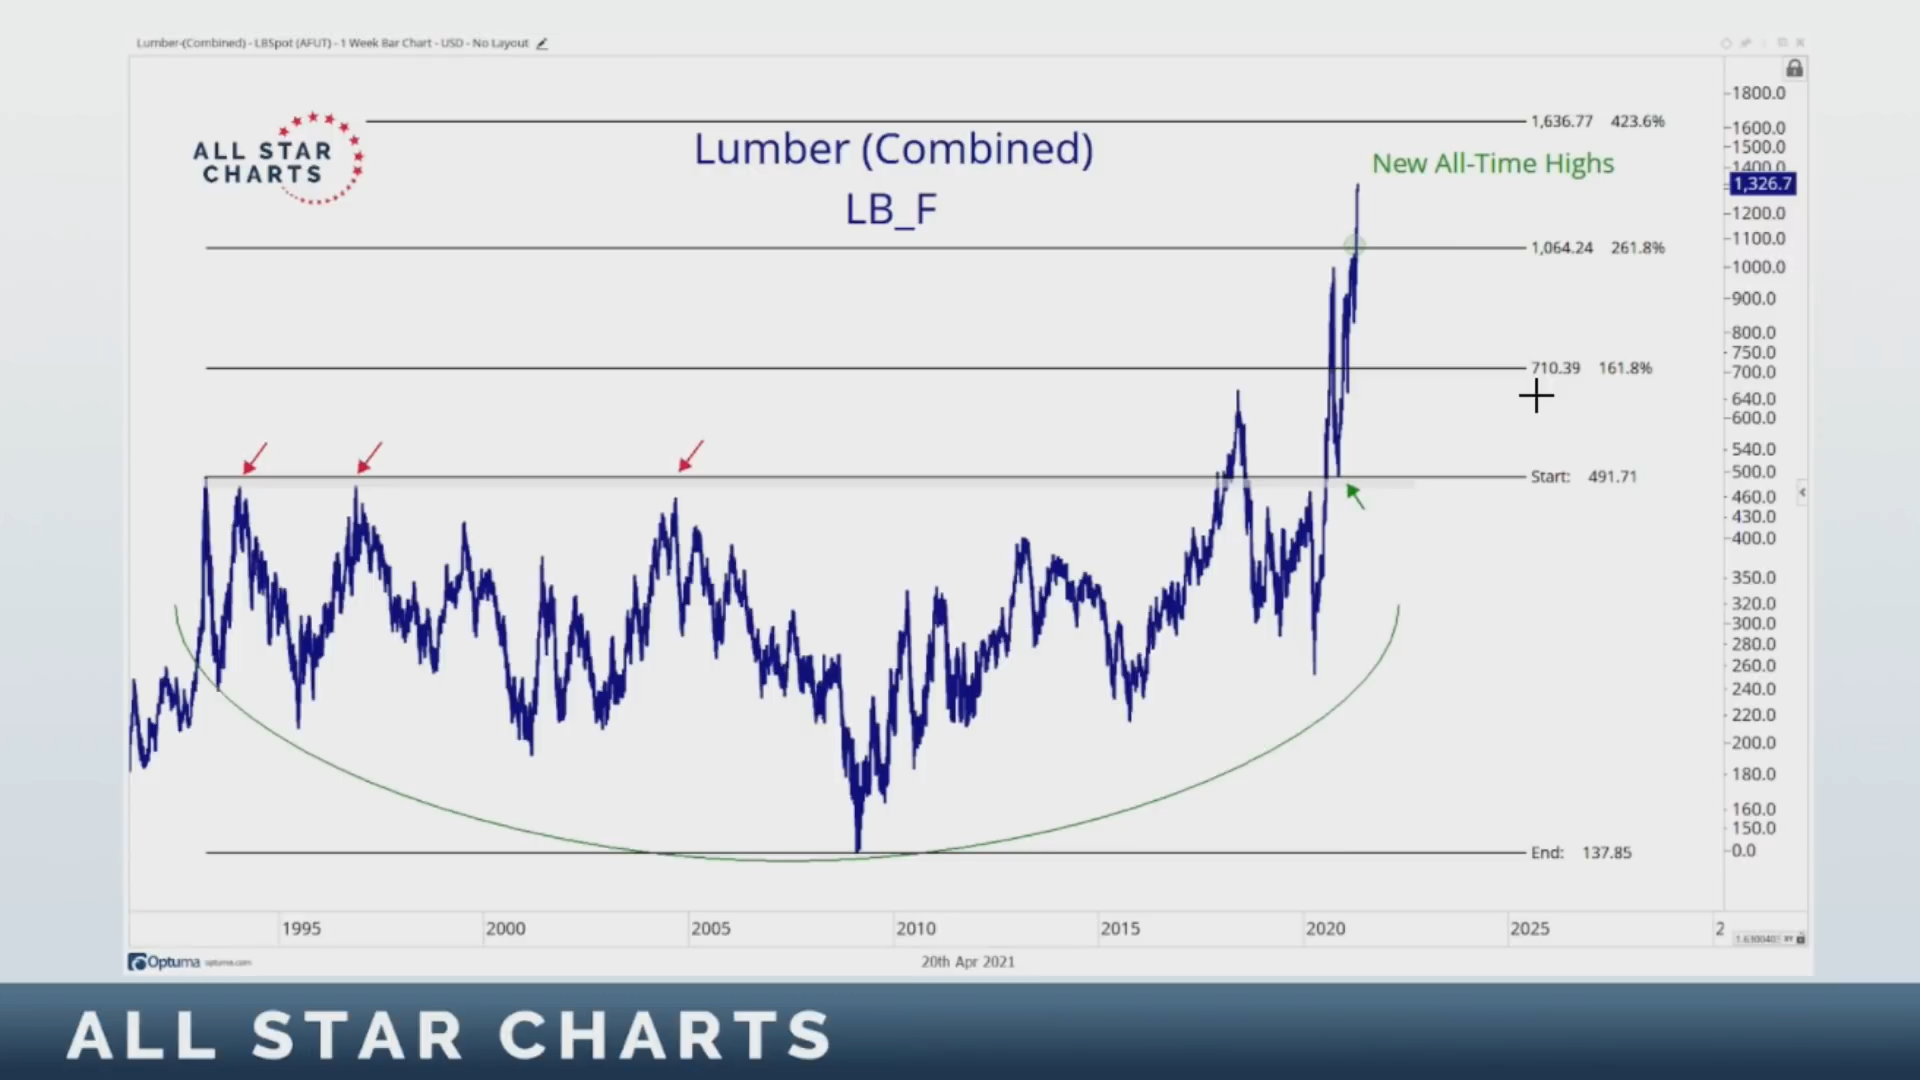 Lumber-(Combined) - LBSpot (AFUT) - 1 Week Bar Chart - USD - No Layout
ALL STAR
CHARTS
Lumber (Combined)
LB_F
New All-Time Highs
1,636.77 423.6%
1,064.24 261.8%
710.39 161.8%
Start: 491.71
End: 137.85
1800.0
1600.0
1500.0
1400.0
1,326.7
1200.0
1100.0
1000.0
900.0
800.0
750.0
700.0
640.0
600.0
540.0
500.0
460.0
430.0
400.0
350.0
320.0
300.0
280.0
260.0
240.0
220.0
200.0
180.0
160.0
150.0
0.0
1995 2000 2005 2010 2015 2020 2025 2
Optuma optuma.com
20th Apr 2021
ALL STAR CHARTS